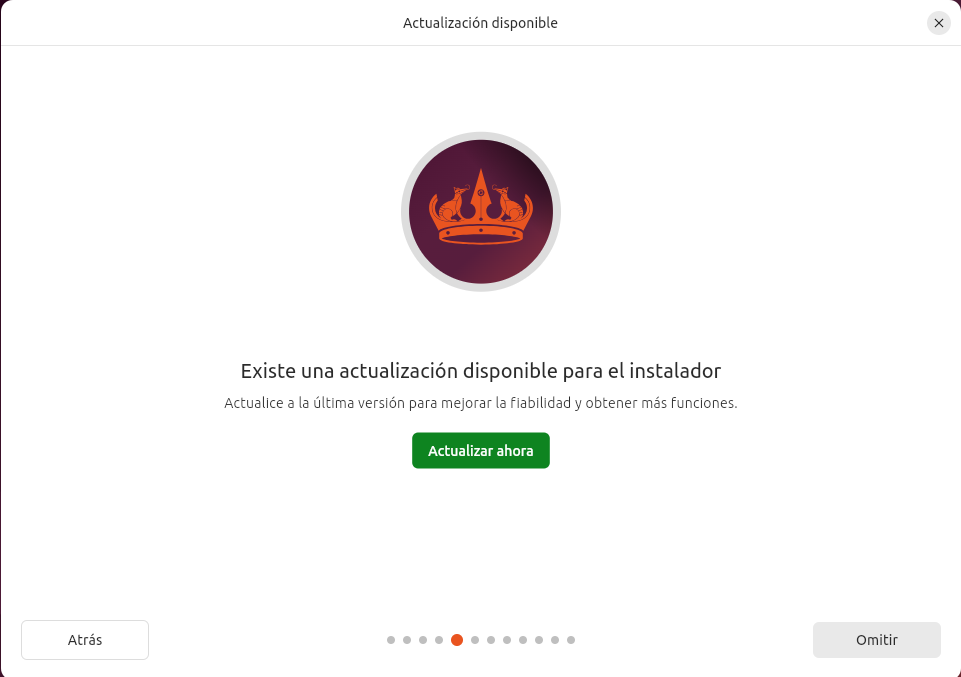 Actualización disponible
Existe una actualización disponible para el instalador
Actualice a la última versión para mejorar la fiabilidad y obtener más funciones.
Actualizar ahora
Atrás
Omitir